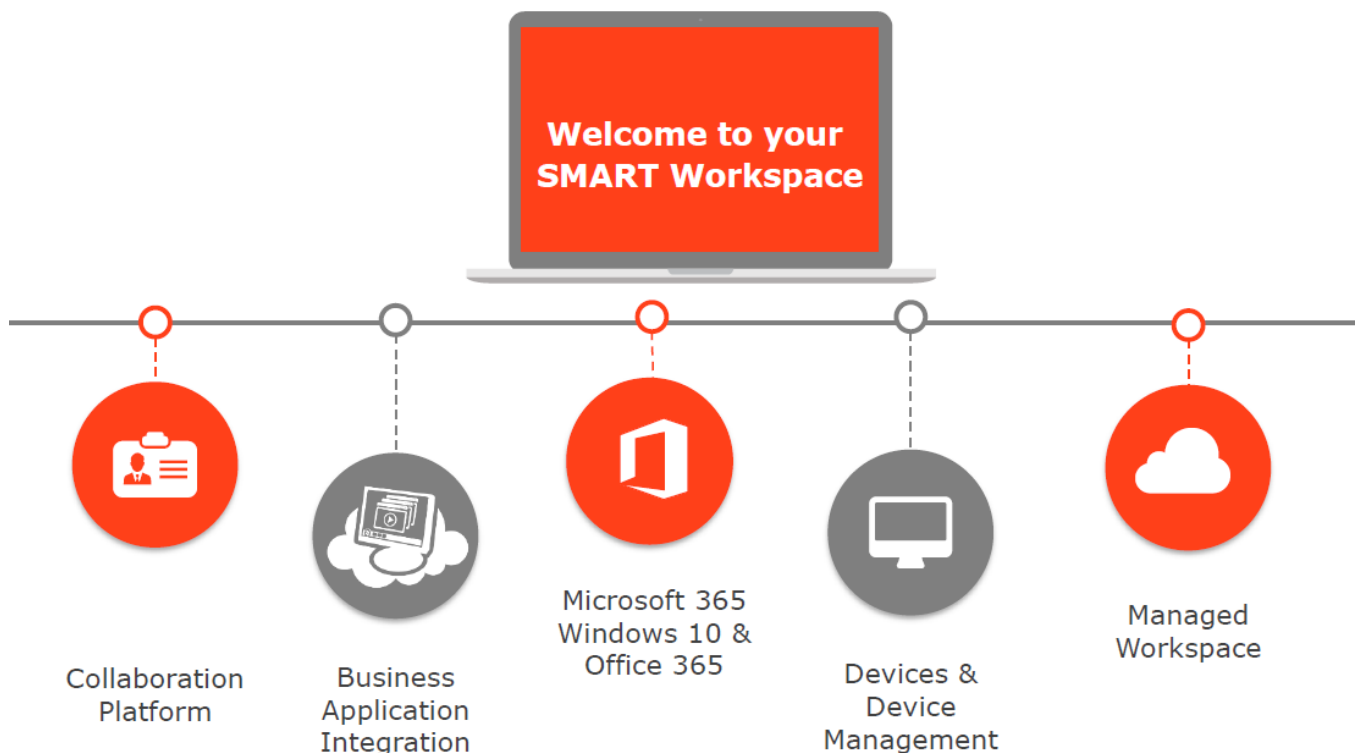 Welcome to your
SMART Workspace
Collaboration
Platform
Business
Application
Integration
Microsoft 365
Windows 10 &
Office 365
Devices &
Device
Management
Managed
Workspace